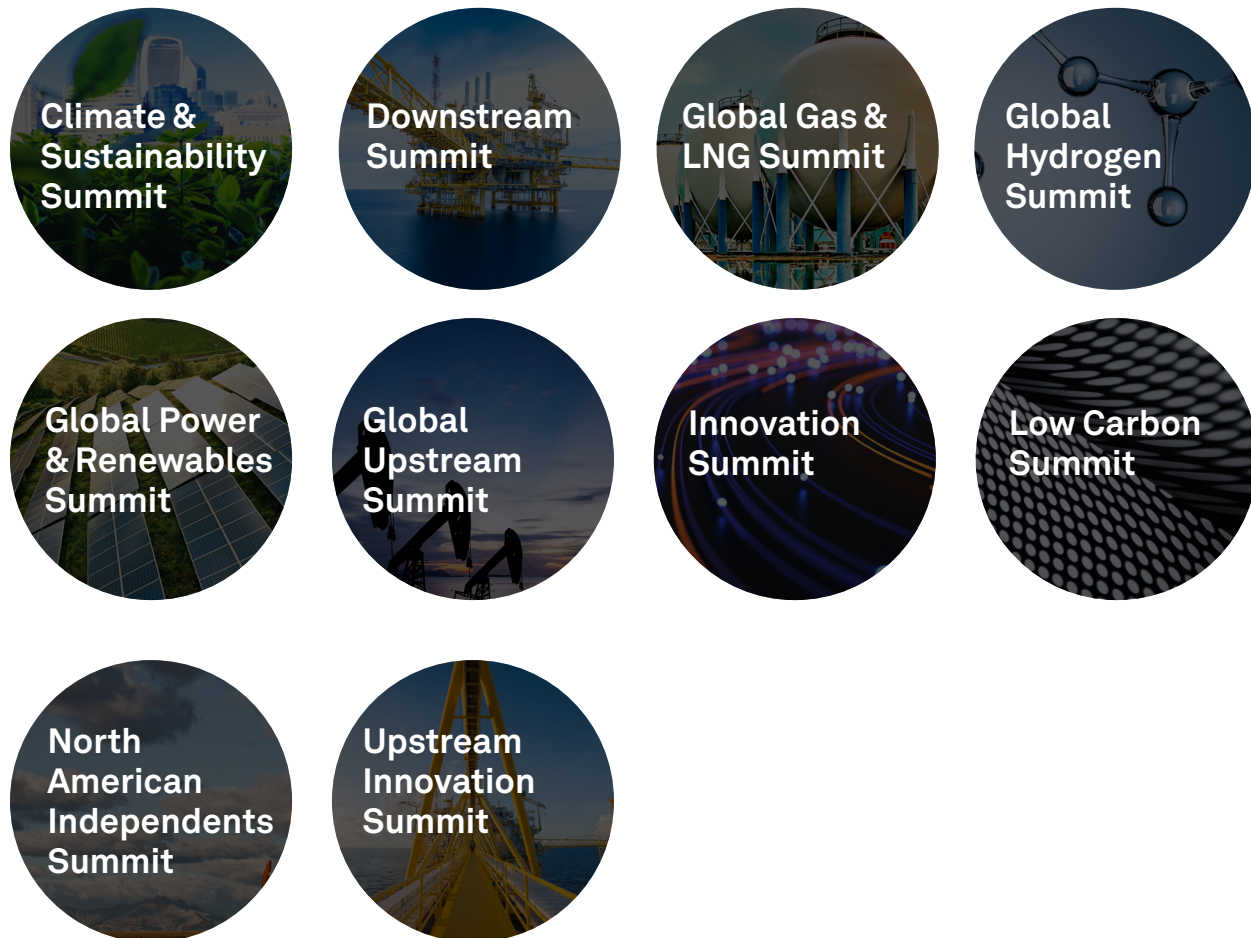 Climate &
Sustainability
Summit
Downstream
Summit
Global Gas &
LNG Summit
Global
Hydrogen
Summit
Global Power
& Renewables
Summit
Global
Upstream
Summit
Innovation
Summit
Low Carbon
Summit
North
American
Independents
Summit
Upstream
Innovation
Summit